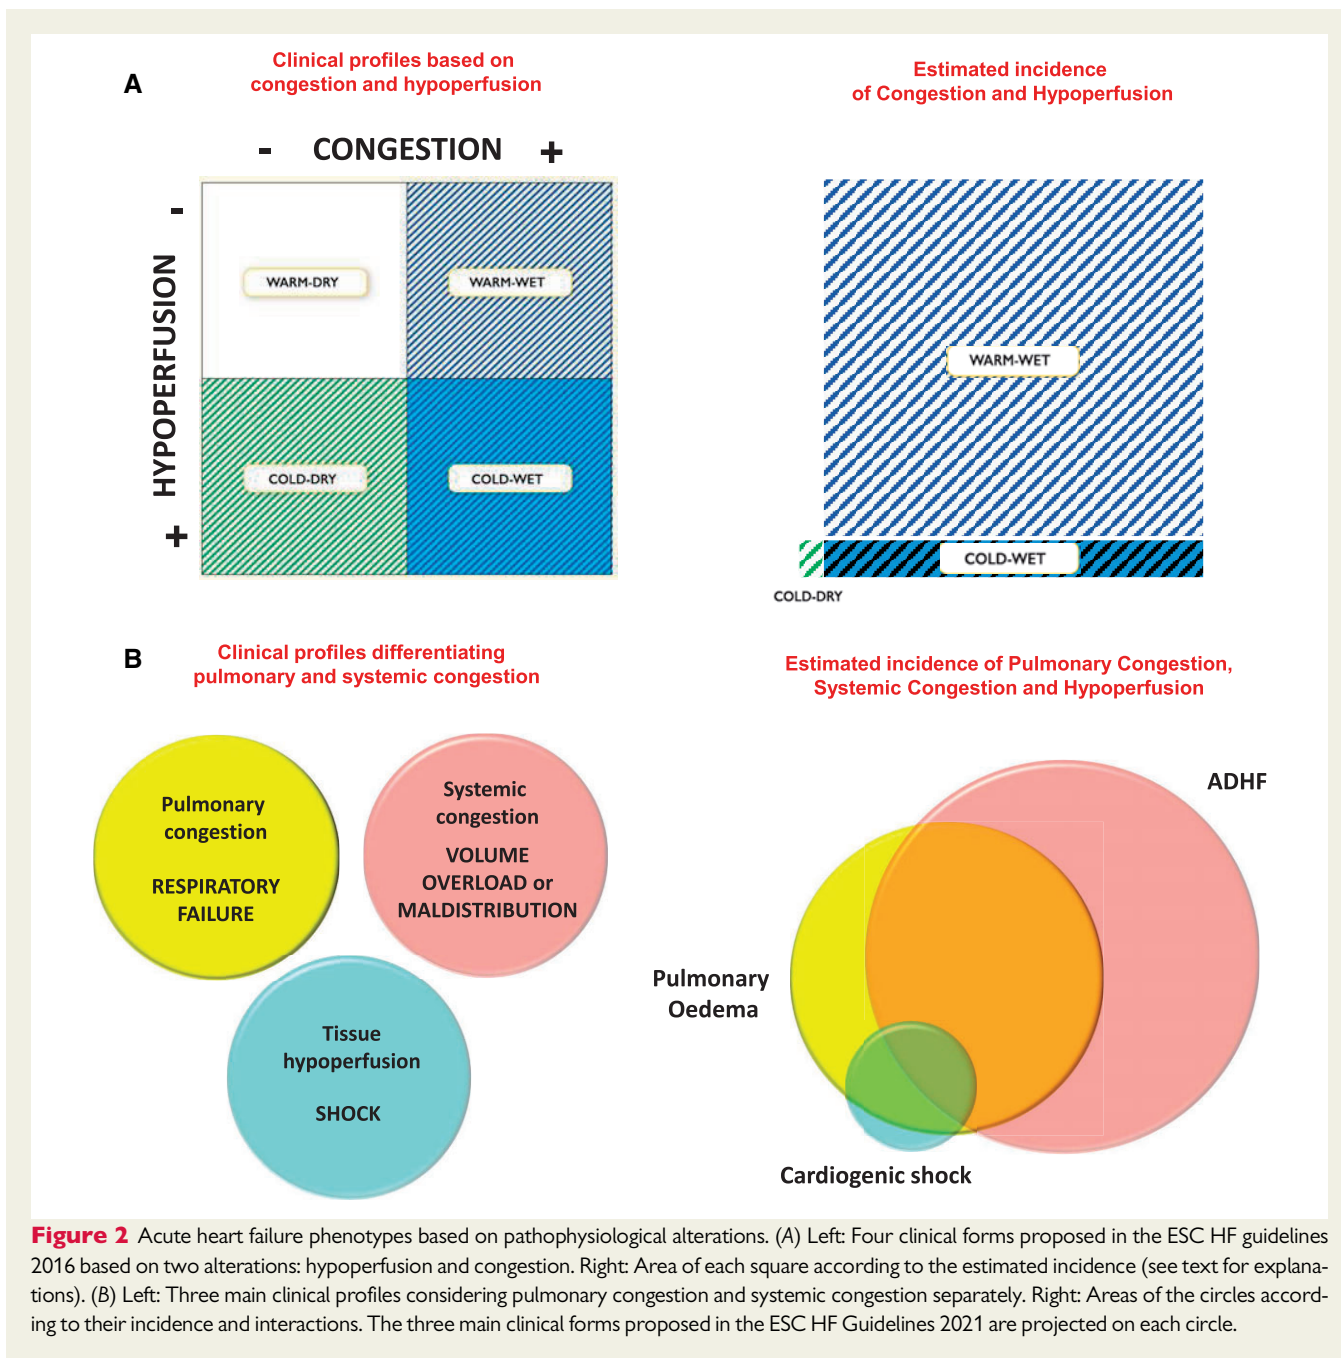 A
Clinical profiles based on
congestion and hypoperfusion
Estimated incidence
of Congestion and Hypoperfusion
- CONGESTION +
- HYPOPERFUSION +
WARM-DRY
WARM-WET
COLD-DRY
COLD-WET
WARM-WET
COLD-WET
COLD-DRY
B
Clinical profiles differentiating
pulmonary and systemic congestion
Estimated incidence of Pulmonary Congestion,
Systemic Congestion and Hypoperfusion
Pulmonary
congestion
RESPIRATORY
FAILURE
Systemic
congestion
VOLUME
OVERLOAD or
MALDISTRIBUTION
Tissue
hypoperfusion
SHOCK
ADHF
Pulmonary
Oedema
Cardiogenic shock
Figure 2 Acute heart failure phenotypes based on pathophysiological alterations. (A) Left: Four clinical forms proposed in the ESC HF guidelines
2016 based on two alterations: hypoperfusion and congestion. Right: Area of each square according to the estimated incidence (see text for explana-
tions). (B) Left: Three main clinical profiles considering pulmonary congestion and systemic congestion separately. Right: Areas of the circles accord-
ing to their incidence and interactions. The three main clinical forms proposed in the ESC HF Guidelines 2021 are projected on each circle.